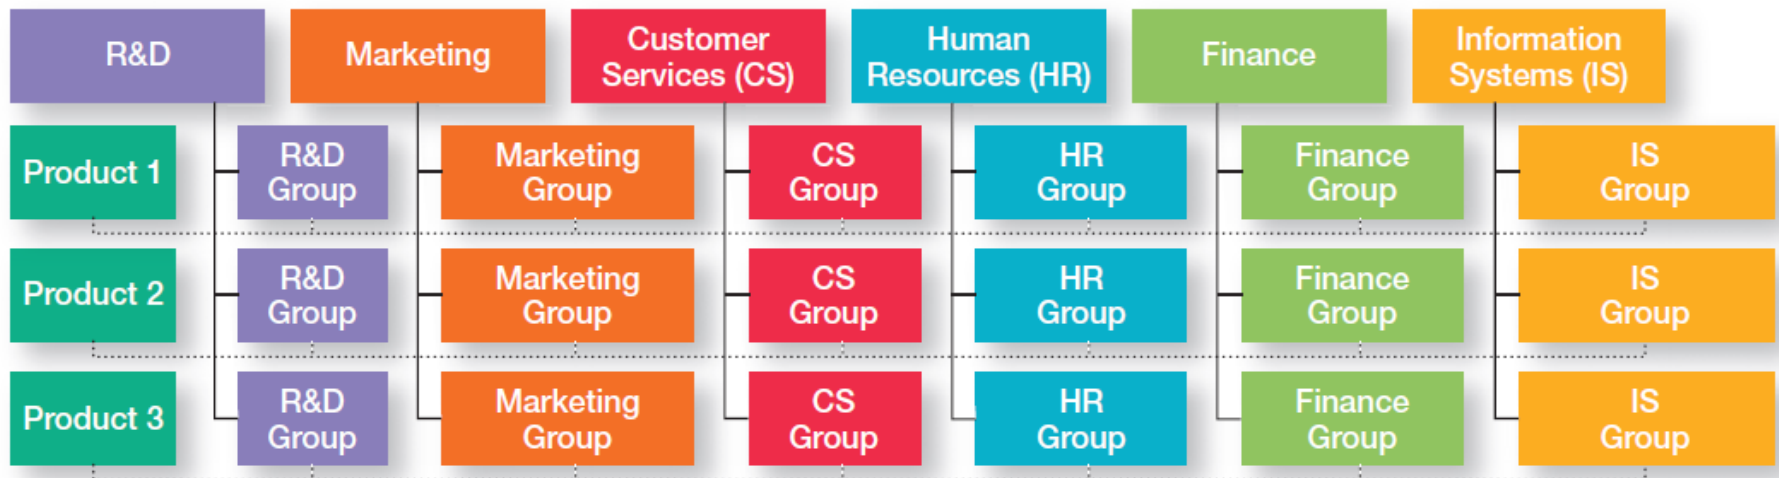 R&D
Marketing
Customer
Services (CS)
Human
Resources (HR)
Finance
Information
Systems (IS)
Product 1
R&D
Group
Marketing
Group
CS
Group
HR
Group
Finance
Group
IS
Group
Product 2
R&D
Group
Marketing
Group
CS
Group
HR
Group
Finance
Group
IS
Group
Product 3
R&D
Group
Marketing
Group
CS
Group
HR
Group
Finance
Group
IS
Group